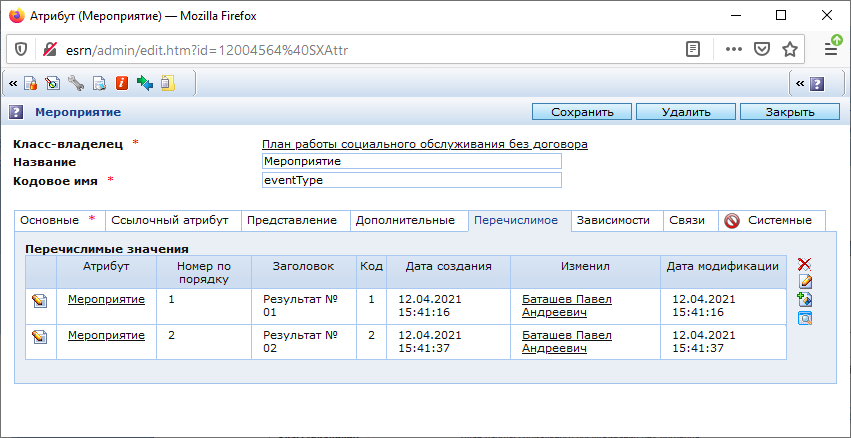 Атрибут (Мероприятие) — Mozilla Firefox
esrn/admin/edit.htm?id=12004564%40SXAttr
Мероприятие Сохранить Удалить Закрыть
Класс-владелец * План работы социального обслуживания без договора
Название Мероприятие
Кодовое имя * eventType
Основные * Ссылочный атрибут Представление Дополнительные Перечислимое Зависимости Связи Системные
Перечислимые значения
Атрибут Номер по порядку Заголовок Код Дата создания Изменил Дата модификации
Мероприятие 1 Результат № 1 12.04.2021 Баташев Павел 12.04.2021
01 15:41:16 Андреевич 15:41:16
Мероприятие 2 Результат № 2 12.04.2021 Баташев Павел 12.04.2021
02 15:41:37 Андреевич 15:41:37